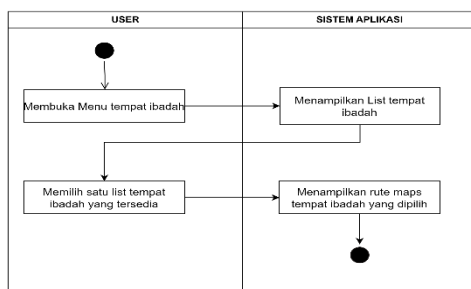 USER
SISTEM APLIKASI
Membuka Menu tempat ibadah
Menampilkan List tempat
ibadah
Memilih satu list tempat
ibadah yang tersedia
Menampilkan rute maps
tempat ibadah yang dipilih